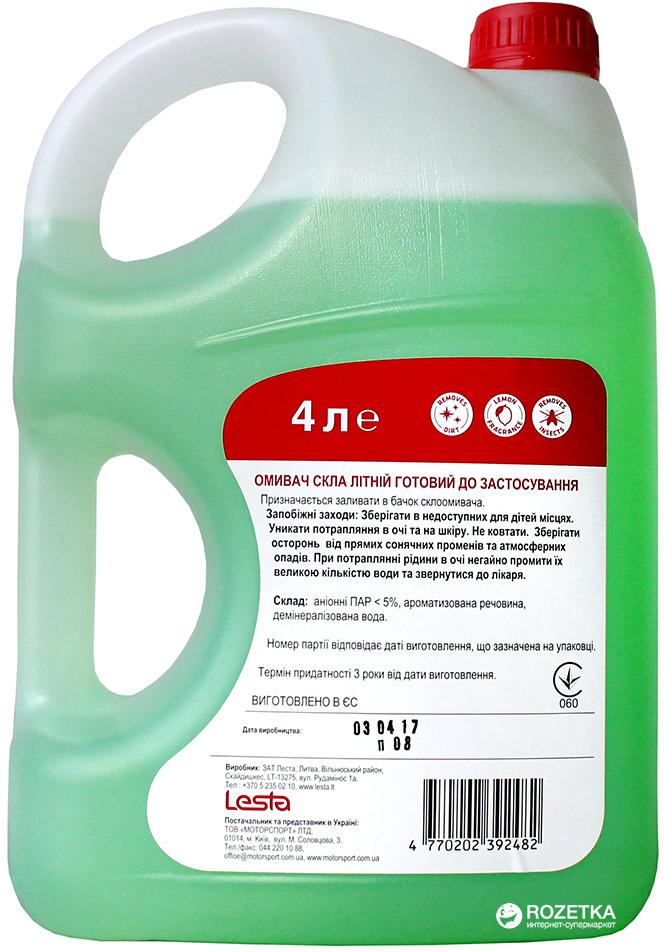 4 л е
REMOVES DIRT
LEMON FRAGRANCE
REMOVES INSECTS
ОМИВАЧ СКЛА ЛІТНІЙ ГОТОВИЙ ДО ЗАСТОСУВАННЯ
Призначається заливати в бачок склоомивача.
Запобіжні заходи: Зберігати в недоступних для дітей місцях.
Уникати потрапляння в очі та на шкіру. Не ковтати. Зберігати
осторонь від прямих сонячних променів та атмосферних
опадів. При потраплянні рідини в очі негайно промити їх
великою кількістю води та звернутися до лікаря.
Склад: аніонні ПАР < 5%, ароматизована речовина,
демінералізована вода.
Номер партії відповідає даті виготовлення, що зазначена на упаковці.
Термін придатності 3 роки від дати виготовлення.
ВИГОТОВЛЕНО В ЄС
060
Дата виробництва:
03 04 17
п 08
Виробник: ЗАТ Леста, Литва, Вільнюський район,
Скайдишкес, LT-13275, вул. Рудамінос 1а.
Тел.: +370 5 235 02 10, www.lesta.lt
Lesta
Постачальник та представник в Україні:
ТОВ «МОТОРСПОРТ» ЛТД.
01014, м. Київ, вул. М. Соловцова, 3.
Тел./факс: 044 220 10 88,
office@motorsport.com.ua, www.motorsport.com.ua
4 770202 392482
ROZETKA
интернет-супермаркет